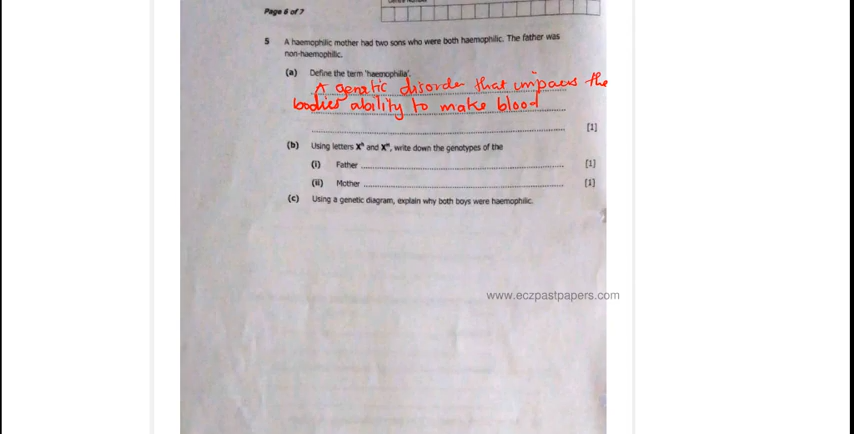 Page 6 of 7
5 A haemophilic mother had two sons who were both haemophilic. The father was
non-haemophilic.
(a) Define the term 'haemophilia'.
A genetic disorder that impaers the
bodies ability to make blood
[1]
(b) Using letters Xʰ and Xᴴ, write down the genotypes of the
(i) Father [1]
(ii) Mother [1]
(c) Using a genetic diagram, explain why both boys were haemophilic.
www.eczpastpapers.com